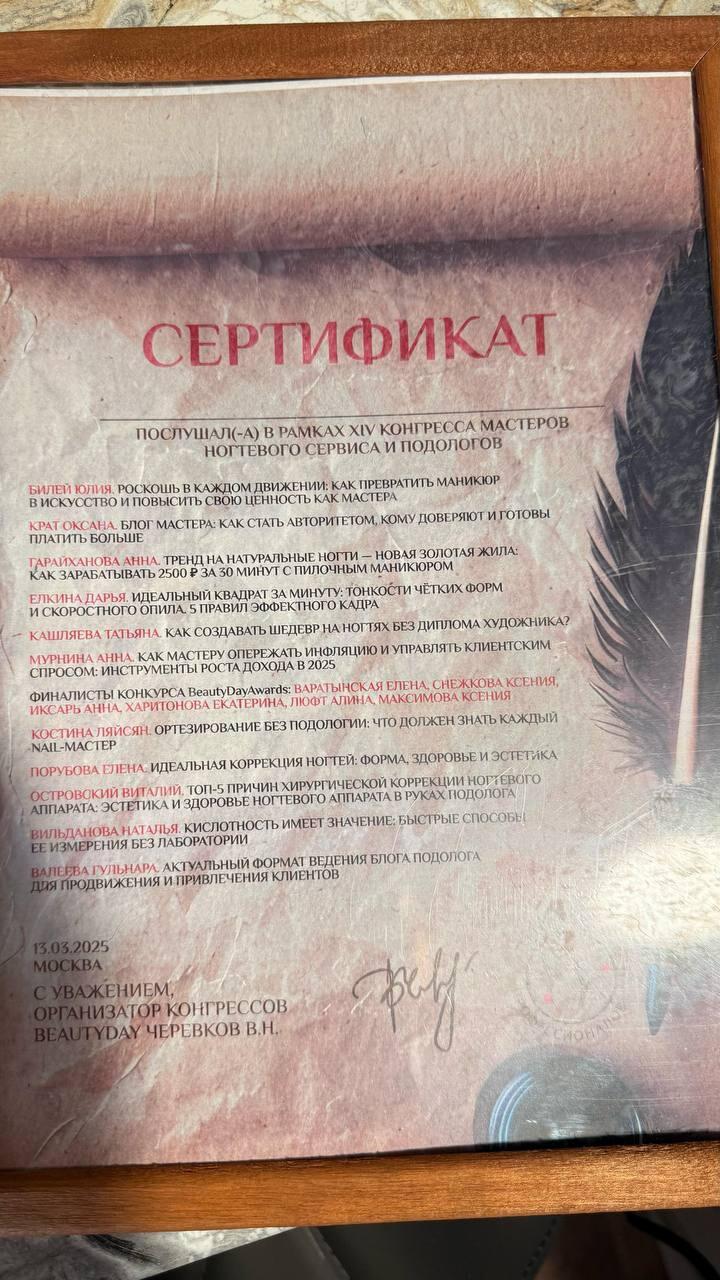 СЕРТИФИКАТ
ПОСЛУШАЛ(-А) В РАМКАХ XIV КОНГРЕССА МАСТЕРОВ
НОГТЕВОГО СЕРВИСА И ПОДОЛОГОВ
БИЛЕЙ ЮЛИЯ. РОСКОШЬ В КАЖДОМ ДВИЖЕНИИ: КАК ПРЕВРАТИТЬ МАНИКЮР
В ИСКУССТВО И ПОВЫСИТЬ СВОЮ ЦЕННОСТЬ КАК МАСТЕРА
КРАТ ОКСАНА. БЛОГ МАСТЕРА: КАК СТАТЬ АВТОРИТЕТОМ, КОМУ ДОВЕРЯЮТ И ГОТОВЫ
ПЛАТИТЬ БОЛЬШЕ
ГАРАЙХАНОВА АННА. ТРЕНД НА НАТУРАЛЬНЫЕ НОГТИ — НОВАЯ ЗОЛОТАЯ ЖИЛА:
КАК ЗАРАБАТЫВАТЬ 2500 ₽ ЗА 30 МИНУТ С ПИЛОЧНЫМ МАНИКЮРОМ
ЕЛКИНА ДАРЬЯ. ИДЕАЛЬНЫЙ КВАДРАТ ЗА МИНУТУ: ТОНКОСТИ ЧЁТКИХ ФОРМ
И СКОРОСТНОГО ОПИЛА. 5 ПРАВИЛ ЭФФЕКТНОГО КАДРА
КАШЛЯЕВА ТАТЬЯНА. КАК СОЗДАВАТЬ ШЕДЕВР НА НОГТЯХ БЕЗ ДИПЛОМА ХУДОЖНИКА?
МУРНИНА АННА. КАК МАСТЕРУ ОПЕРЕЖАТЬ ИНФЛЯЦИЮ И УПРАВЛЯТЬ КЛИЕНТСКИМ
СПРОСОМ: ИНСТРУМЕНТЫ РОСТА ДОХОДА В 2025
ФИНАЛИСТЫ КОНКУРСА BeautyDayAwards: ВАРАТЫНСКАЯ ЕЛЕНА, СНЕЖКОВА КСЕНИЯ,
ИКСАРЬ АННА, ХАРИТОНОВА ЕКАТЕРИНА, ЛЮФТ АЛИНА, МАКСИМОВА КСЕНИЯ
КОСТИНА ЛЯЙСЯН. ОРТЕЗИРОВАНИЕ БЕЗ ПОДОЛОГИИ: ЧТО ДОЛЖЕН ЗНАТЬ КАЖДЫЙ
NAIL-МАСТЕР
ПОРУБОВА ЕЛЕНА. ИДЕАЛЬНАЯ КОРРЕКЦИЯ НОГТЕЙ: ФОРМА, ЗДОРОВЬЕ И ЭСТЕТИКА
ОСТРОВСКИЙ ВИТАЛИЙ. ТОП-5 ПРИЧИН ХИРУРГИЧЕСКОЙ КОРРЕКЦИИ НОГТЕВОГО
АППАРАТА: ЭСТЕТИКА И ЗДОРОВЬЕ НОГТЕВОГО АППАРАТА В РУКАХ ПОДОЛОГА
ВИЛЬДАНОВА НАТАЛЬЯ. КИСЛОТНОСТЬ ИМЕЕТ ЗНАЧЕНИЕ: БЫСТРЫЕ СПОСОБЫ
ЕЕ ИЗМЕРЕНИЯ БЕЗ ЛАБОРАТОРИИ
ВАЛЕЕВА ГУЛЬНАРА. АКТУАЛЬНЫЙ ФОРМАТ ВЕДЕНИЯ БЛОГА ПОДОЛОГА
ДЛЯ ПРОДВИЖЕНИЯ И ПРИВЛЕЧЕНИЯ КЛИЕНТОВ
13.03.2025
МОСКВА
С УВАЖЕНИЕМ,
ОРГАНИЗАТОР КОНГРЕССОВ
BEAUTYDAY ЧЕРЕВКОВ В.Н.